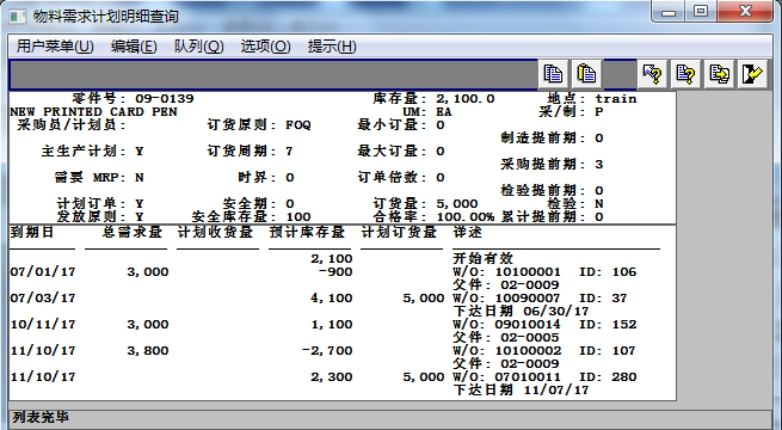 物料需求计划明细查询
用户菜单(U) 编辑(E) 队列(Q) 选项(O) 提示(H)
零件号: 09-0139 库存量: 2,100.0 地点: train
NEW PRINTED CARD PEN UM: EA 采/制: P
采购员/计划员: 订货原则: FOQ 最小订量: 0
制造提前期: 0
主生产计划: Y 订货周期: 7 最大订量: 0
采购提前期: 3
需要 MRP: N 时界: 0 订单倍数: 0
检验提前期: 0
计划订单: Y 安全期: 0 订货量: 5,000 检验: N
发放原则: Y 安全库存量: 100 合格率: 100.00% 累计提前期: 0
到期日 总需求量 计划收货量 预计库存量 计划订货量 详述
2,100 开始有效
07/01/17 3,000 -900 W/O: 10100001 ID: 106
父件: 02-0009
07/03/17 4,100 5,000 W/O: 10090007 ID: 37
下达日期 06/30/17
10/11/17 3,000 1,100 W/O: 09010014 ID: 152
父件: 02-0005
11/10/17 3,800 -2,700 W/O: 10100002 ID: 107
父件: 02-0009
11/10/17 2,300 5,000 W/O: 07010011 ID: 280
下达日期 11/07/17
列表完毕